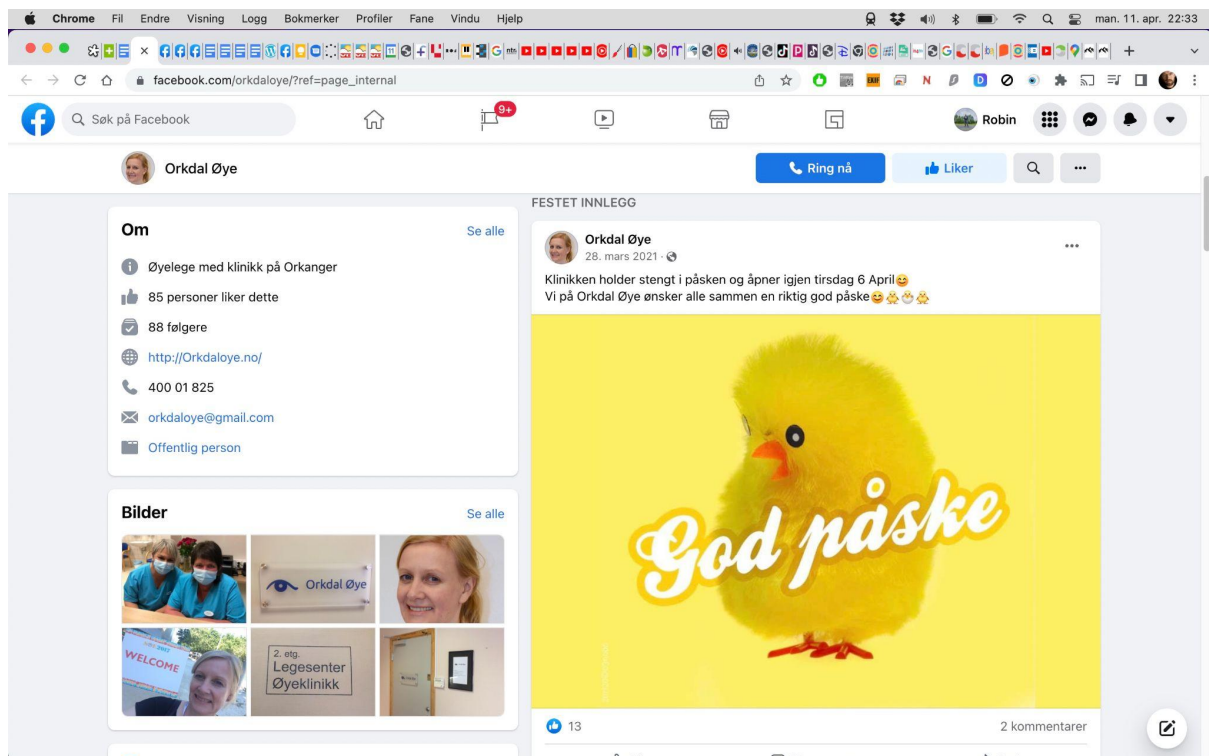 Chrome Fil Endre Visning Logg Bokmerker Profiler Fane Vindu Hjelp man. 11. apr. 22:33
facebook.com/orkdaloye/?ref=page_internal
Søk på Facebook
9+
Robin
Orkdal Øye
Ring nå
Liker
Om
Se alle
Øyelege med klinikk på Orkanger
85 personer liker dette
88 følgere
http://Orkdaloye.no/
400 01 825
orkdaloye@gmail.com
Offentlig person
Bilder
Se alle
Orkdal Øye
WELCOME
2. etg.
Legesenter
Øyeklinikk
FESTET INNLEGG
Orkdal Øye
28. mars 2021 ·
Klinikken holder stengt i påsken og åpner igjen tirsdag 6 April😄
Vi på Orkdal Øye ønsker alle sammen en riktig god påske😄🐥🐣🐥
God påske
13
2 kommentarer